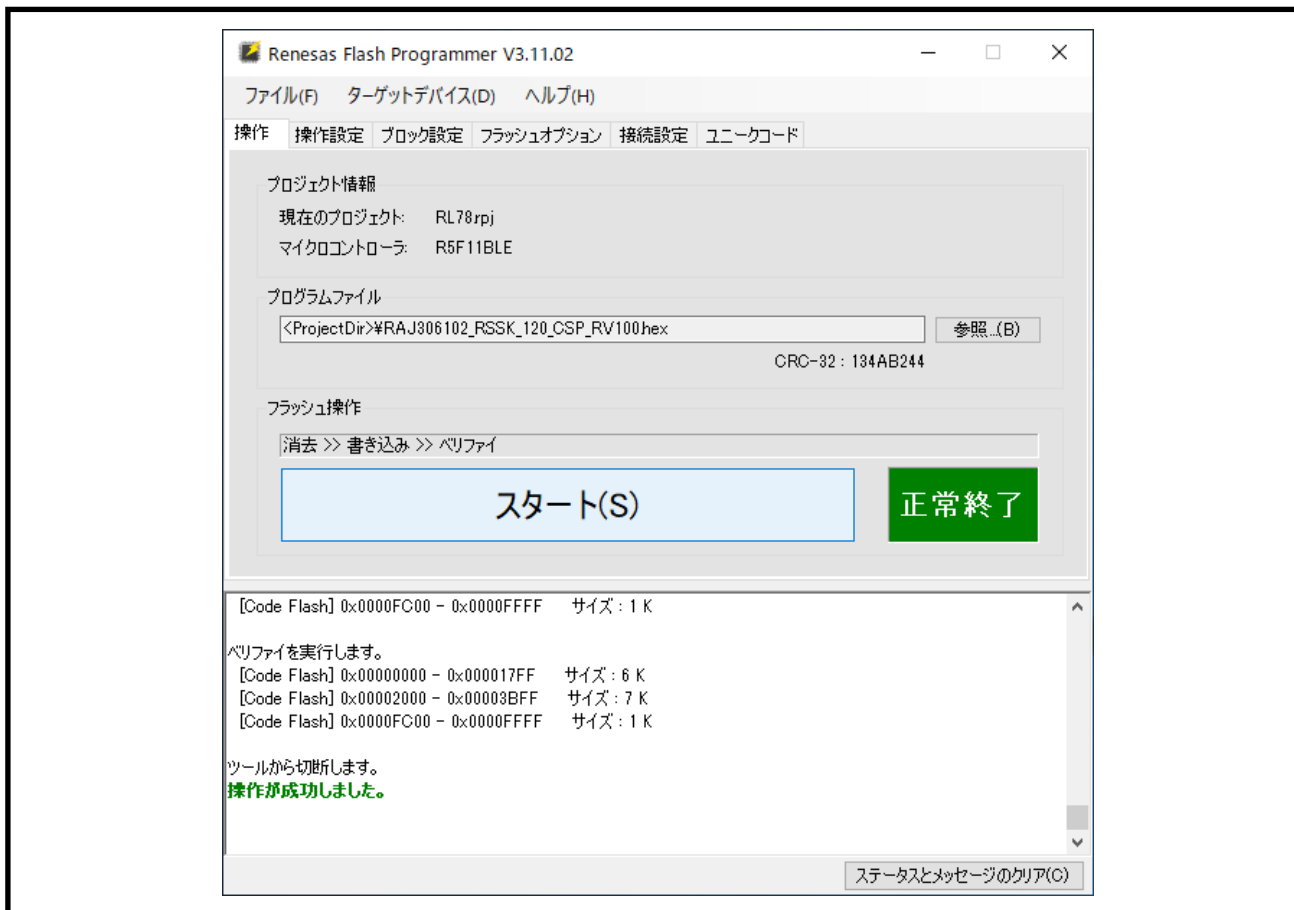 Renesas Flash Programmer V3.11.02
ファイル(F) ターゲットデバイス(D) ヘルプ(H)
操作 操作設定 ブロック設定 フラッシュオプション 接続設定 ユニークコード
プロジェクト情報
現在のプロジェクト: RL78.rpj
マイクロコントローラ: R5F11BLE
プログラムファイル
<ProjectDir>¥RAJ306102_RSSK_120_CSP_RV100.hex 参照...(B)
CRC-32 : 134AB244
フラッシュ操作
消去 >> 書き込み >> ベリファイ
スタート(S) 正常終了
[Code Flash] 0x0000FC00 - 0x0000FFFF サイズ : 1 K
ベリファイを実行します。
[Code Flash] 0x00000000 - 0x000017FF サイズ : 6 K
[Code Flash] 0x00002000 - 0x00003BFF サイズ : 7 K
[Code Flash] 0x0000FC00 - 0x0000FFFF サイズ : 1 K
ツールから切断します。
操作が成功しました。
ステータスとメッセージのクリア(C)